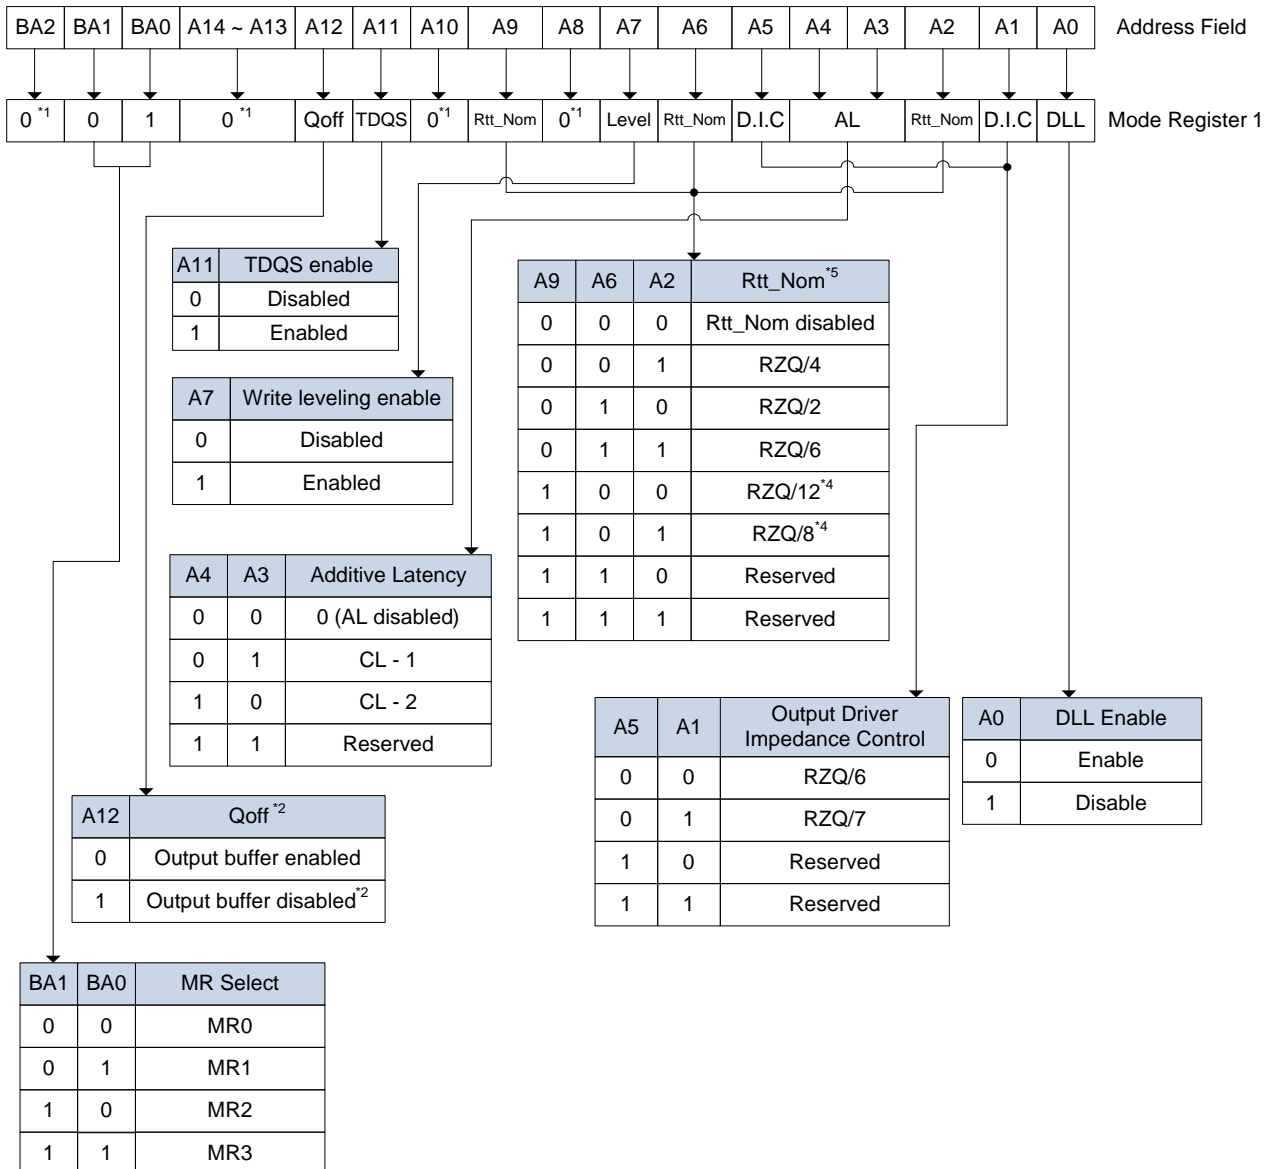 BA2 BA1 BA0 A14 ~ A13 A12 A11 A10 A9 A8 A7 A6 A5 A4 A3 A2 A1 A0 Address Field
0*1 0 1 0*1 Qoff TDQS 0*1 Rtt_Nom 0*1 Level Rtt_Nom D.I.C AL Rtt_Nom D.I.C DLL Mode Register 1
A11 TDQS enable
0 Disabled
1 Enabled
A9 A6 A2 Rtt_Nom*5
0 0 0 Rtt_Nom disabled
0 0 1 RZQ/4
0 1 0 RZQ/2
0 1 1 RZQ/6
1 0 0 RZQ/12*4
1 0 1 RZQ/8*4
1 1 0 Reserved
1 1 1 Reserved
A7 Write leveling enable
0 Disabled
1 Enabled
A4 A3 Additive Latency
0 0 0 (AL disabled)
0 1 CL - 1
1 0 CL - 2
1 1 Reserved
A5 A1 Output Driver
Impedance Control
0 0 RZQ/6
0 1 RZQ/7
1 0 Reserved
1 1 Reserved
A0 DLL Enable
0 Enable
1 Disable
A12 Qoff *2
0 Output buffer enabled
1 Output buffer disabled*2
BA1 BA0 MR Select
0 0 MR0
0 1 MR1
1 0 MR2
1 1 MR3